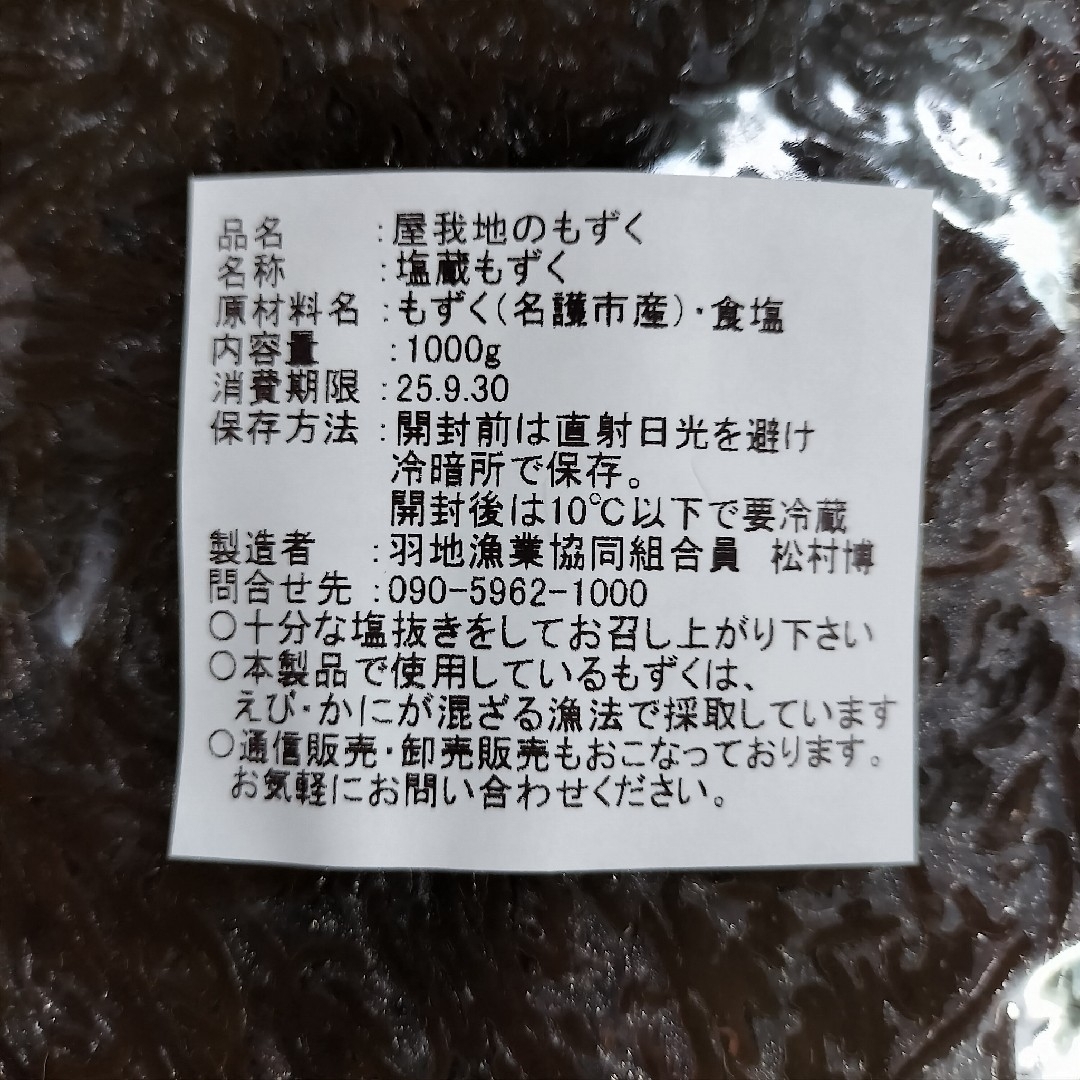 品名 :屋我地のもずく
名称 :塩蔵もずく
原材料名 :もずく(名護市産)・食塩
内容量 :1000g
消費期限 :25.9.30
保存方法 :開封前は直射日光を避け
冷暗所で保存。
開封後は10℃以下で要冷蔵
製造者 :羽地漁業協同組合員 松村博
問合せ先 :090-5962-1000
○十分な塩抜きをしてお召し上がり下さい
○本製品で使用しているもずくは、
えび・かにが混ざる漁法で採取しています
○通信販売・卸売販売もおこなっております。
お気軽にお問い合わせください。